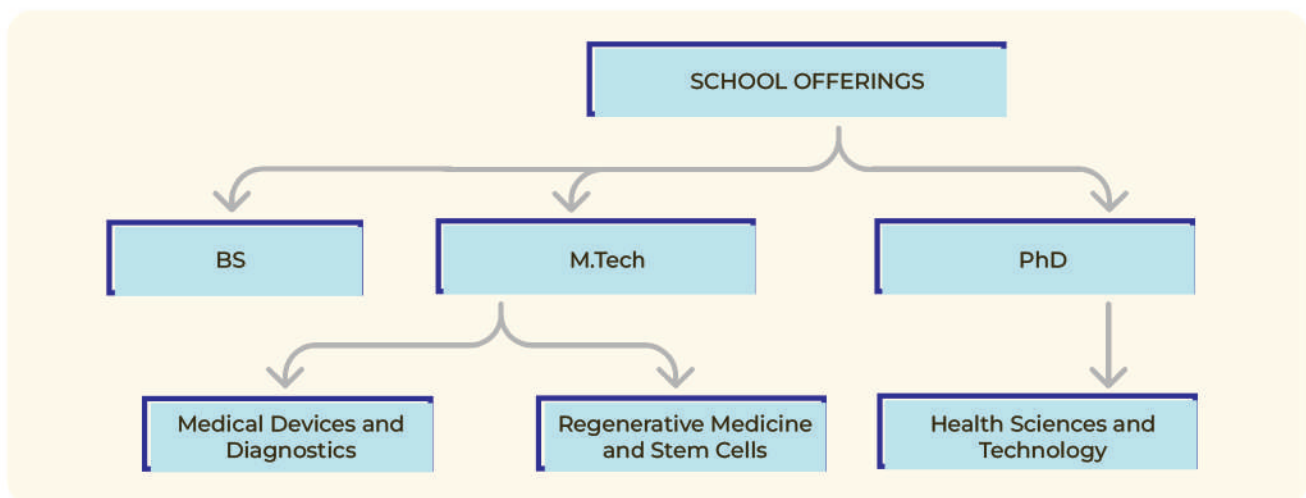 SCHOOL OFFERINGS
BS
M.Tech
PhD
Medical Devices and
Diagnostics
Regenerative Medicine
and Stem Cells
Health Sciences and
Technology